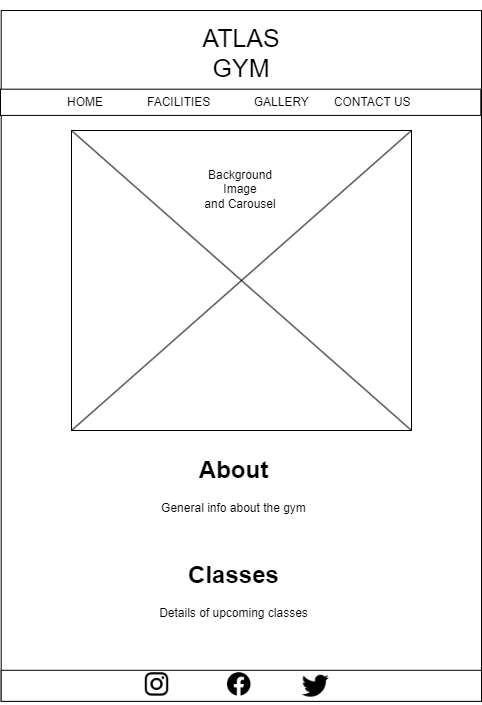 ATLAS
GYM
HOME FACILITIES GALLERY CONTACT US
Background
Image
and Carousel
About
General info about the gym
Classes
Details of upcoming classes